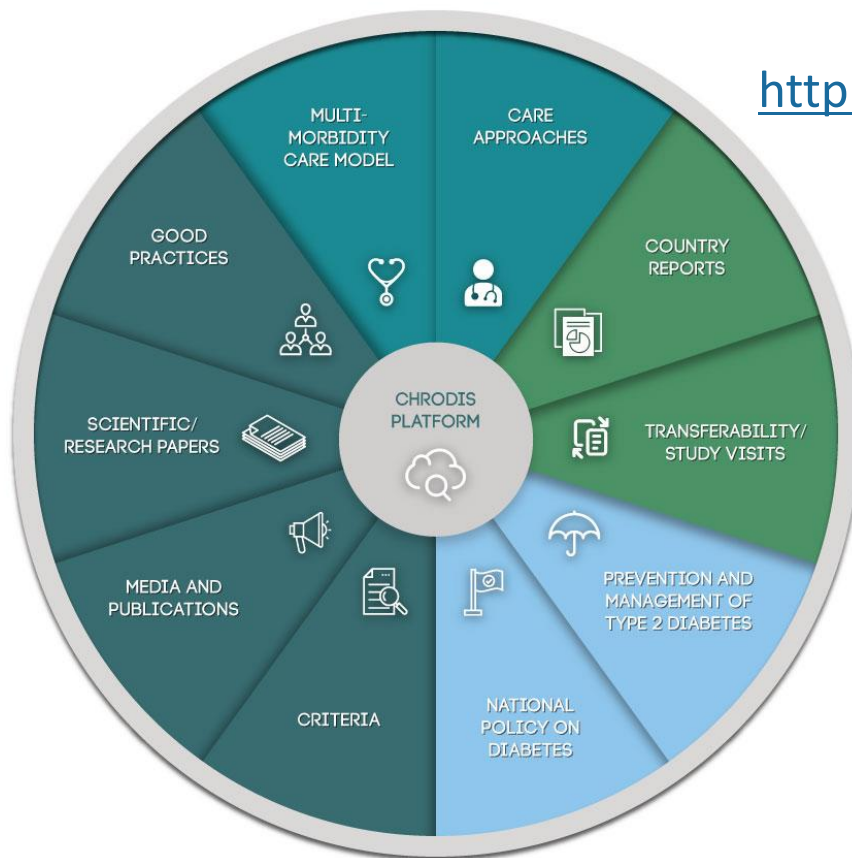 http
MULTI-
MORBIDITY
CARE MODEL
CARE
APPROACHES
COUNTRY
REPORTS
TRANSFERABILITY/
STUDY VISITS
PREVENTION AND
MANAGEMENT OF
TYPE 2 DIABETES
NATIONAL
POLICY ON
DIABETES
CRITERIA
MEDIA AND
PUBLICATIONS
SCIENTIFIC/
RESEARCH PAPERS
GOOD
PRACTICES
CHRODIS
PLATFORM